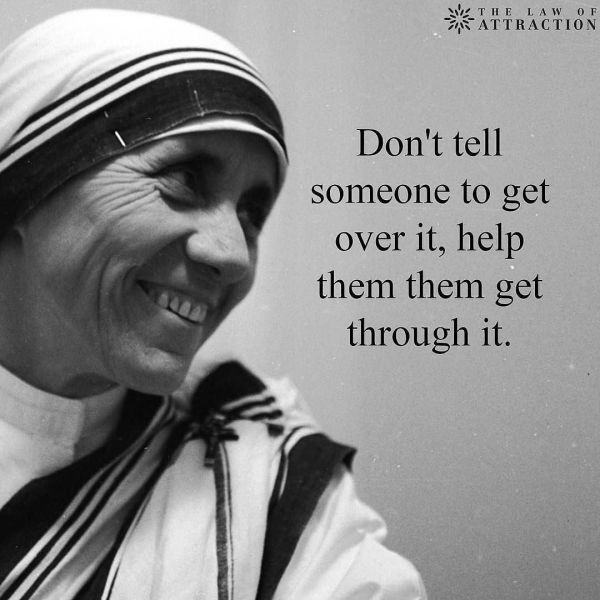 THE LAW OF
ATTRACTION
Don't tell
someone to get
over it, help
them them get
through it.